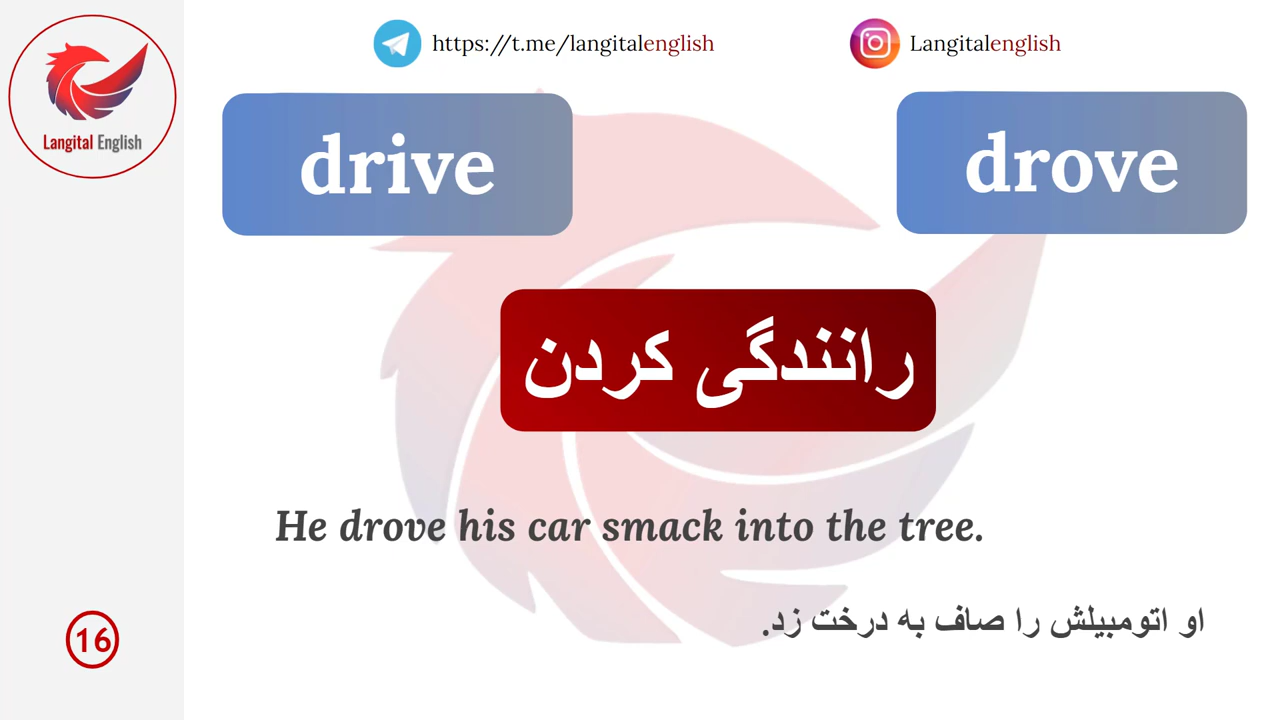 Langital English
https://t.me/langitalenglish
Langitalenglish
drive
drove
رانندگی کردن
He drove his car smack into the tree.
او اتومبیلش را صاف به درخت زد.
16